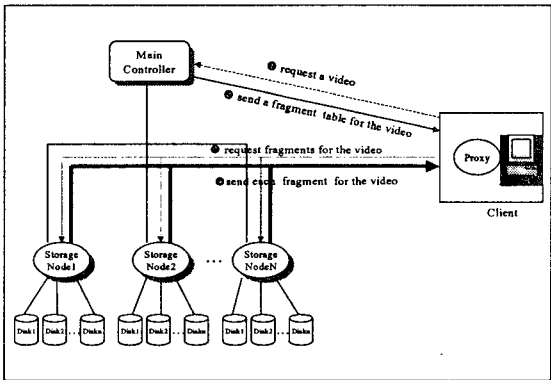 Main
Controller
request a video
send a fragment table for the video
request fragments for the video
send each fragment for the video
Proxy
Client
Storage
Node1
Storage
Node2
...
Storage
NodeN
Disk1
Disk2
...
Diskn
Disk1
Disk2
...
Diskn
Disk1
Disk2
...
Diskn